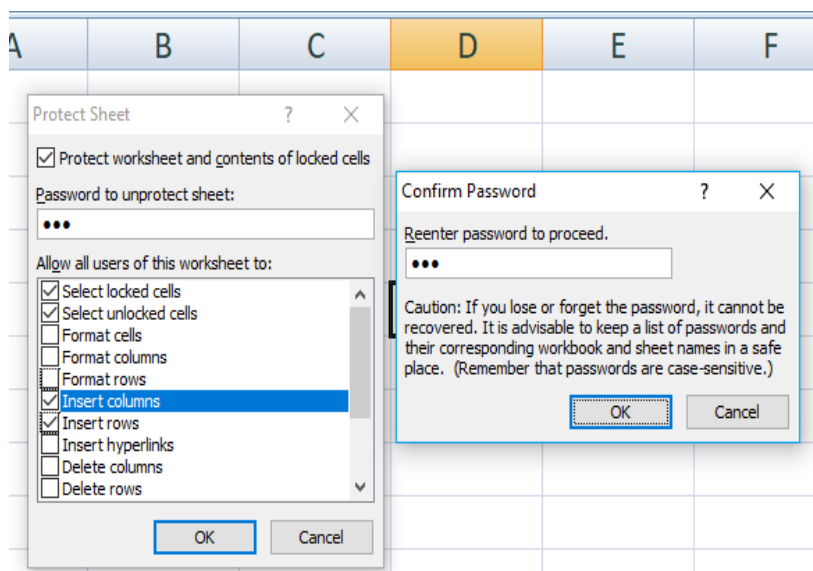 A B C D E F
Protect Sheet ?
Protect worksheet and contents of locked cells
Password to unprotect sheet:
•••
Allow all users of this worksheet to:
Select locked cells
Select unlocked cells
Format cells
Format columns
Format rows
Insert columns
Insert rows
Insert hyperlinks
Delete columns
Delete rows
OK Cancel
Confirm Password ?
Reenter password to proceed.
•••
Caution: If you lose or forget the password, it cannot be
recovered. It is advisable to keep a list of passwords and
their corresponding workbook and sheet names in a safe
place. (Remember that passwords are case-sensitive.)
OK Cancel